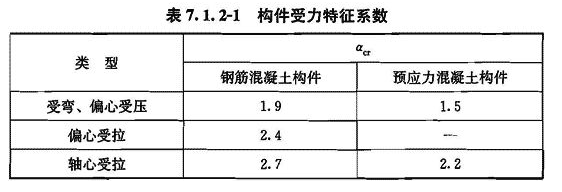 表 7.1.2-1 构件受力特征系数
类 型 αcr
钢筋混凝土构件 预应力混凝土构件
受弯、偏心受压 1.9 1.5
偏心受拉 2.4 —
轴心受拉 2.7 2.2